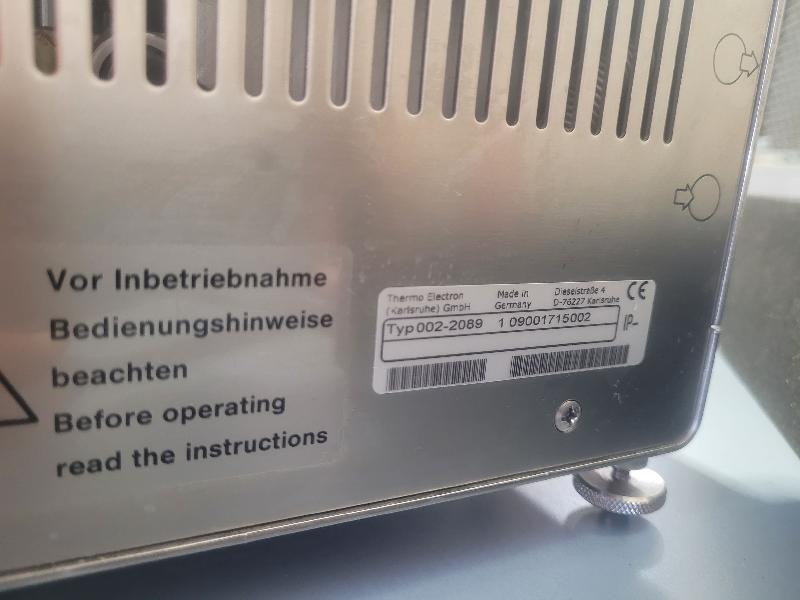 Vor Inbetriebnahme
Bedienungshinweise
beachten
Before operating
read the instructions
Thermo Electron
(Karlsruhe) GmbH
Made in
Germany
Dieselstraße 4
D-76227 Karlsruhe
CE
Typ 002-2089 1 09001715002
IP--